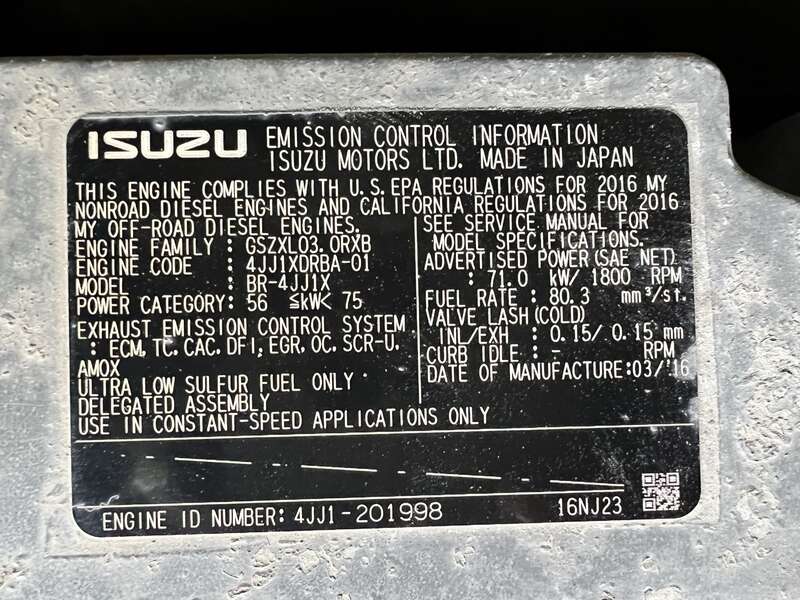 ISUZU EMISSION CONTROL INFORMATION
ISUZU MOTORS LTD. MADE IN JAPAN
THIS ENGINE COMPLIES WITH U.S.EPA REGULATIONS FOR 2016 MY
NONROAD DIESEL ENGINES AND CALIFORNIA REGULATIONS FOR 2016
MY OFF-ROAD DIESEL ENGINES.
ENGINE FAMILY : GSZXL03.0RXB
ENGINE CODE : 4JJ1XDRBA-01
MODEL : BR-4JJ1X
POWER CATEGORY: 56 ≦kW< 75
EXHAUST EMISSION CONTROL SYSTEM
: ECM, TC, CAC, DFI, EGR, OC, SCR-U,
AMOX
ULTRA LOW SULFUR FUEL ONLY
DELEGATED ASSEMBLY
USE IN CONSTANT-SPEED APPLICATIONS ONLY
SEE SERVICE MANUAL FOR
MODEL SPECIFICATIONS.
ADVERTISED POWER(SAE NET)
: 71.0 kW/ 1800 RPM
FUEL RATE : 80.3 mm³/st.
VALVE LASH (COLD)
INL/EXH : 0.15/ 0.15 mm
CURB IDLE : - RPM
DATE OF MANUFACTURE:03/'16
ENGINE ID NUMBER: 4JJ1-201998
16NJ23